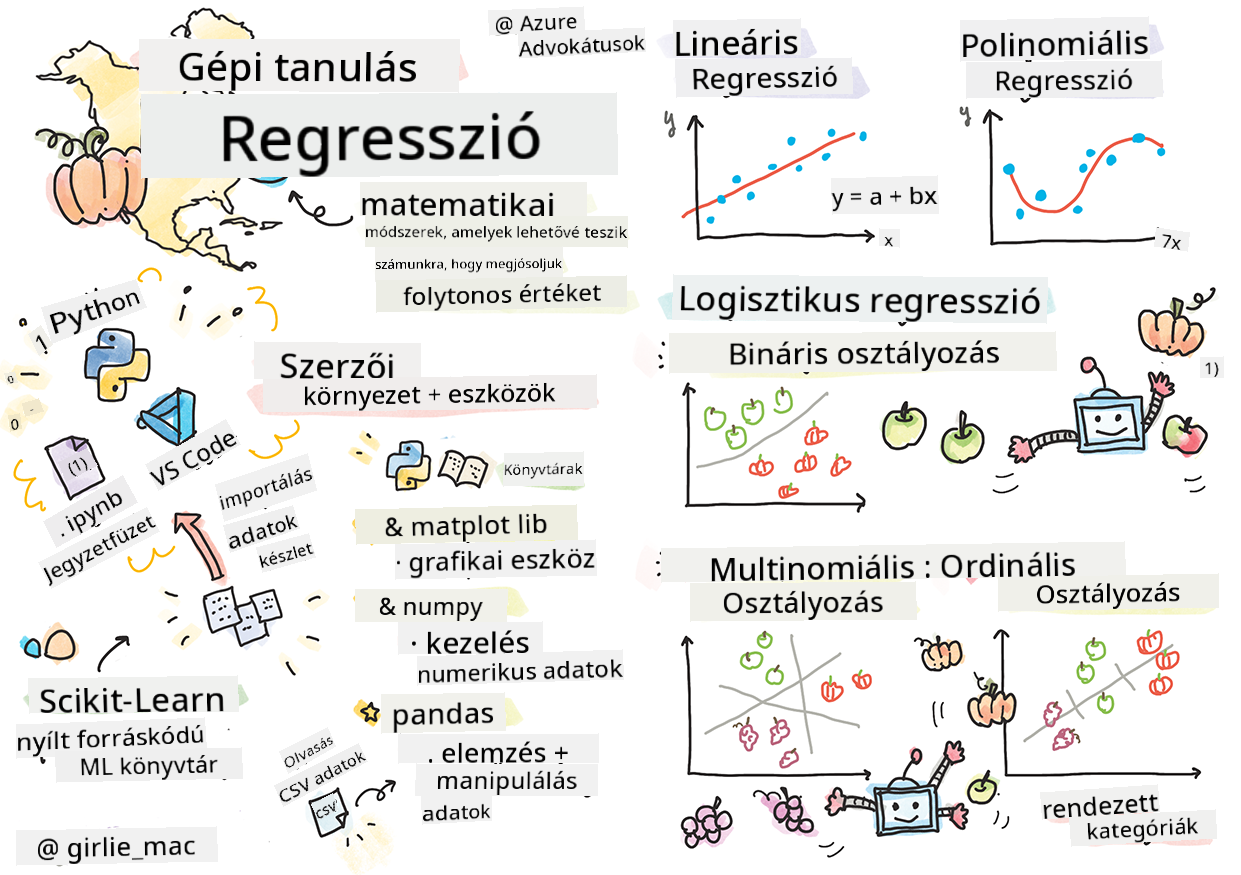 @ Azure
Advokátusok
Gépi tanulás
Regresszió
matematikai
módszerek, amelyek lehetővé teszik
számunkra, hogy megjósoljuk
folytonos értéket
1 Python
VS Code
(1)
.ipynb
Jegyzetfüzet
importálás
adatok
készlet
Scikit-Learn
nyílt forráskódú
ML könyvtár
@ girlie_mac
Szerzői
környezet + eszközök
Könyvtárak
& matplot lib
· grafikai eszköz
& numpy
· kezelés
numerikus adatok
pandas
. elemzés +
manipulálás
adatok
Olvasás
CSV adatok
CSV
Lineáris
Regresszió
y
y = a + bx
x
Polinomiális
Regresszió
y
7x
Logisztikus regresszió
: Bináris osztályozás
1)
: Multinomiális : Ordinális
Osztályozás
Osztályozás
rendezett
kategóriák